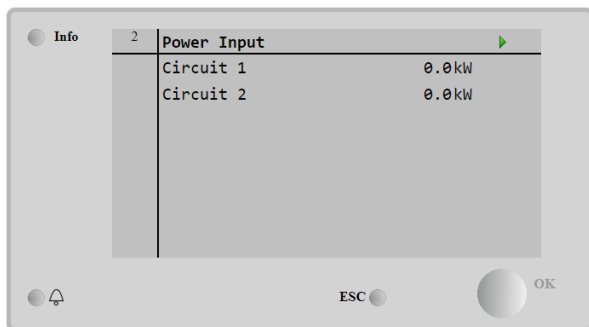 Info
2 Power Input
Circuit 1 0.0kW
Circuit 2 0.0kW
ESC
OK